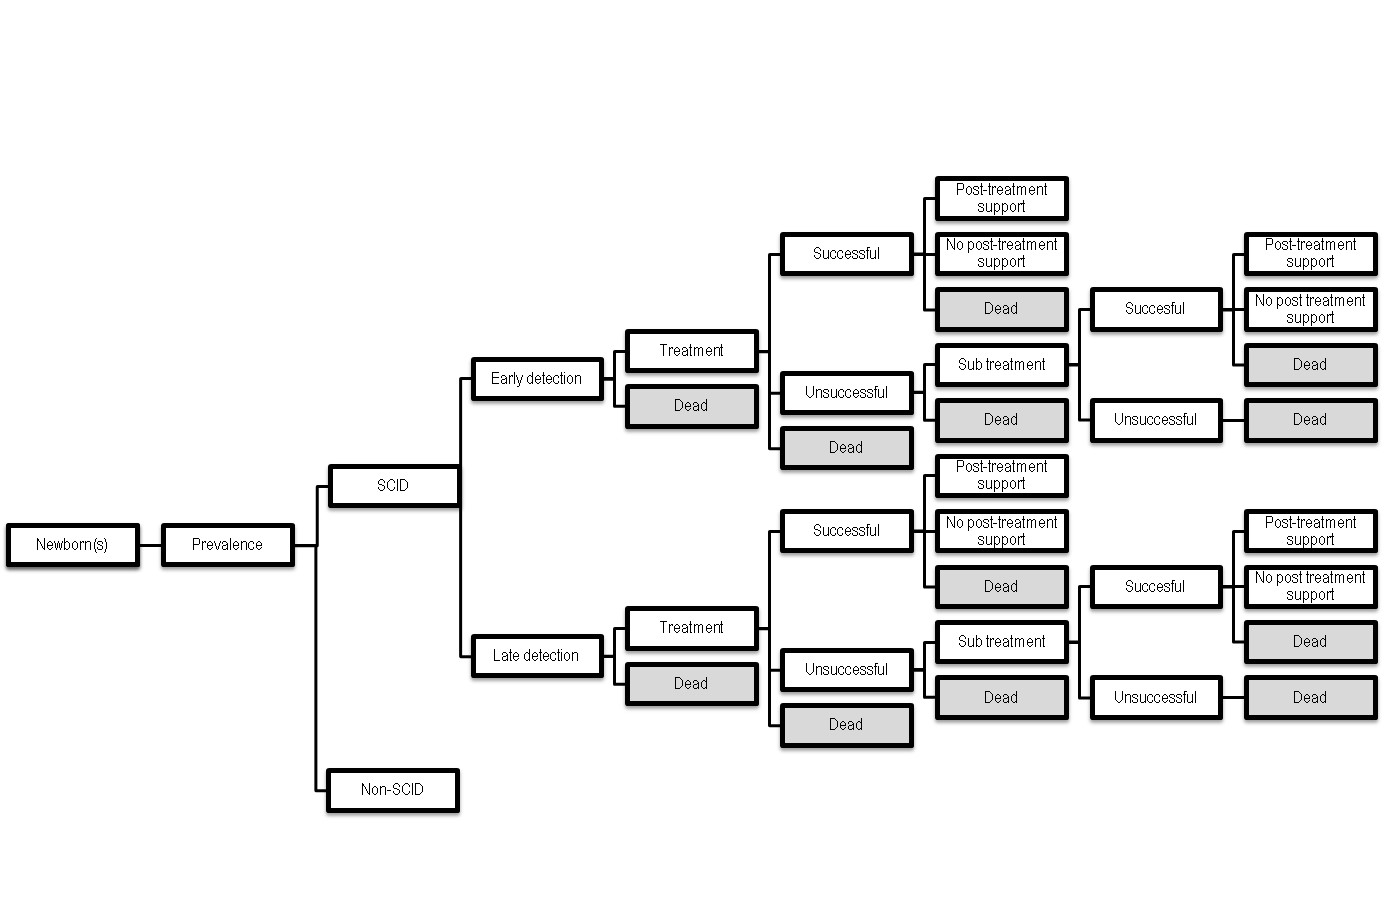 Newborn(s)
Prevalence
SCID
Non-SCID
Early detection
Treatment
Dead
Successful
Post-treatment
support
No post-treatment
support
Dead
Unsuccessful
Sub treatment
Succesful
Post-treatment
support
No post treatment
support
Dead
Unsuccessful
Dead
Dead
Dead
Late detection
Treatment
Dead
Successful
Post-treatment
support
No post-treatment
support
Dead
Unsuccessful
Sub treatment
Succesful
Post-treatment
support
No post treatment
support
Dead
Unsuccessful
Dead
Dead
Dead